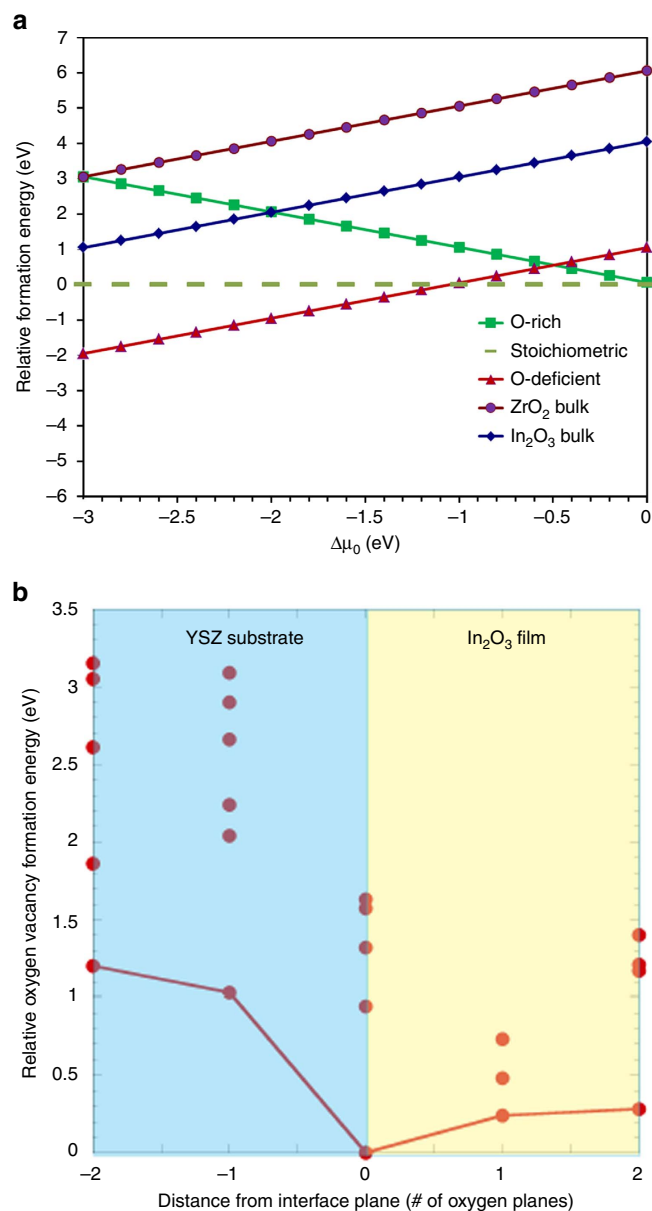 a
7
6
5
4
3
2
1
0
–1
–2
–3
–4
–5
–6
Relative formation energy (eV)
O-rich
Stoichiometric
O-deficient
ZrO₂ bulk
In₂O₃ bulk
–3 –2.5 –2 –1.5 –1 –0.5 0
Δμ₀ (eV)
b
YSZ substrate In₂O₃ film
3.5
3
2.5
2
1.5
1
0.5
0
Relative oxygen vacancy formation energy (eV)
–2 –1 0 1 2
Distance from interface plane (# of oxygen planes)